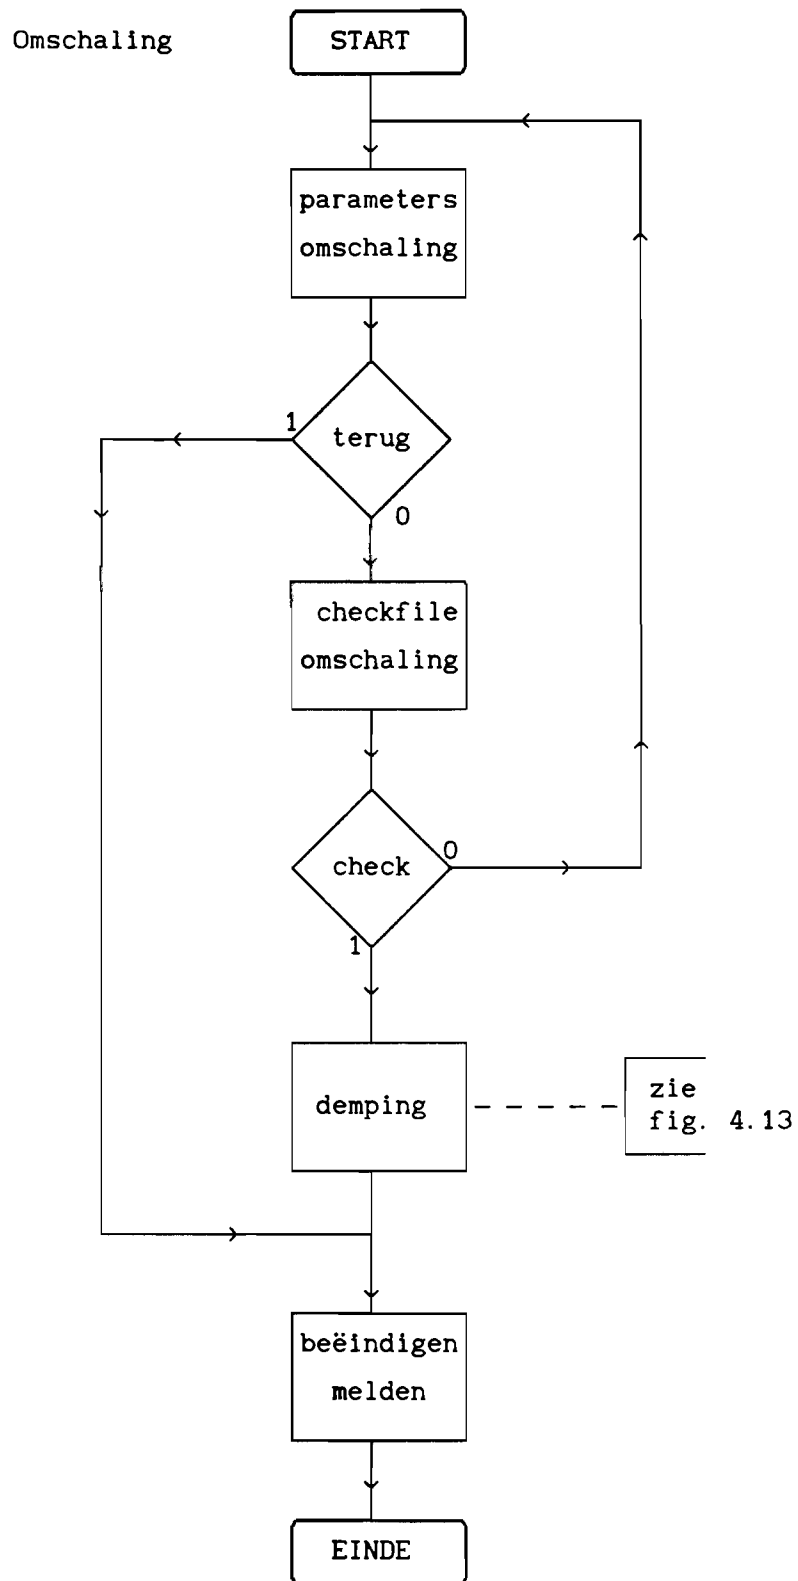 Omschaling
START
parameters
omschaling
1
terug
0
checkfile
omschaling
0
check
1
demping
zie
fig. 4.13
beëindigen
melden
EINDE